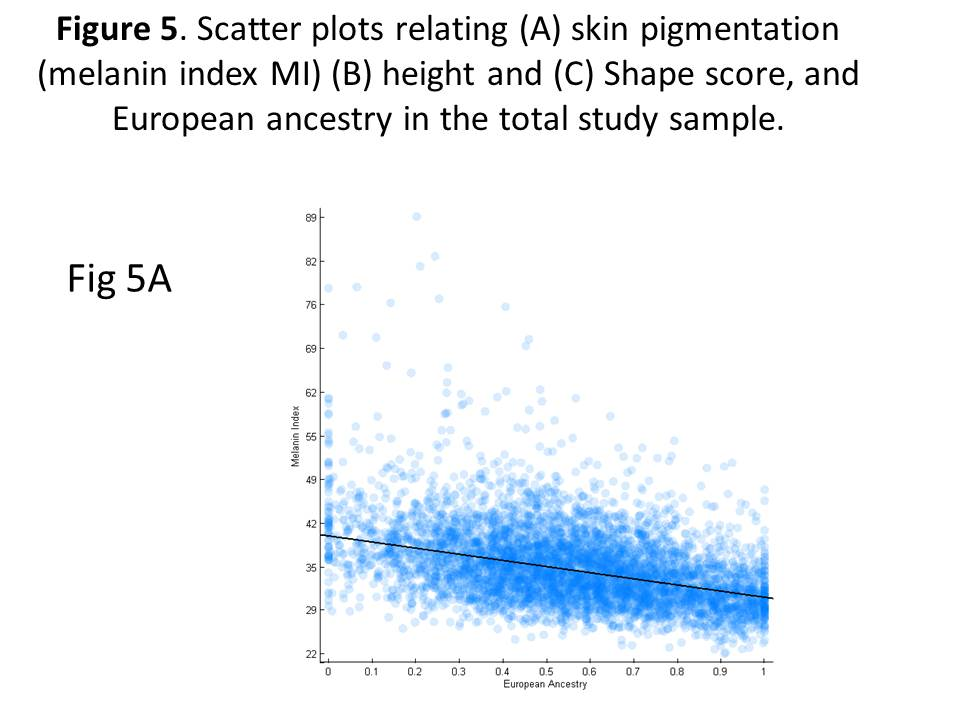 Figure 5. Scatter plots relating (A) skin pigmentation
(melanin index MI) (B) height and (C) Shape score, and
European ancestry in the total study sample.
Fig 5A
89
82
76
69
62
55
49
42
35
29
22
Melanin Index
0 0.1 0.2 0.3 0.4 0.5 0.6 0.7 0.8 0.9 1
European Ancestry